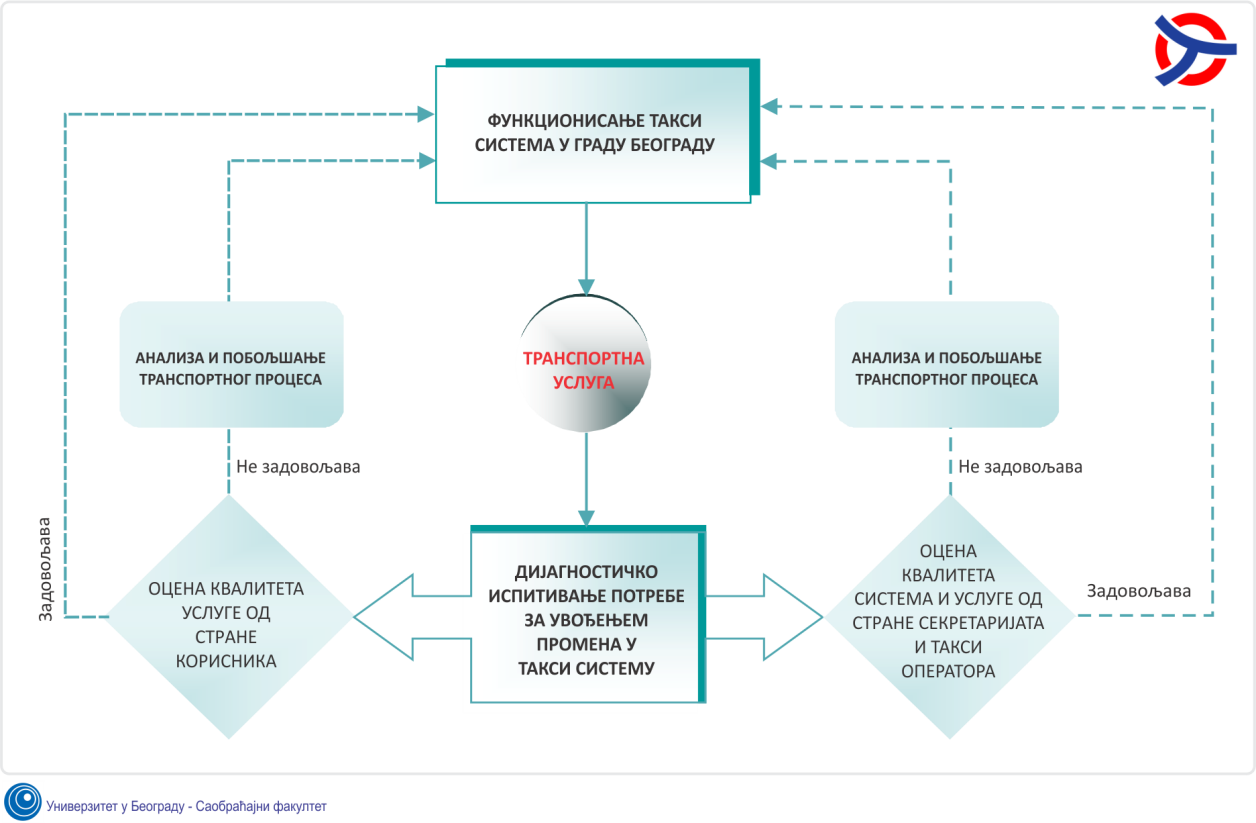 ФУНКЦИОНИСАЊЕ ТАКСИ
СИСТЕМА У ГРАДУ БЕОГРАДУ
АНАЛИЗА И ПОБОЉШАЊЕ
ТРАНСПОРТНОГ ПРОЦЕСА
ТРАНСПОРТНА
УСЛУГА
АНАЛИЗА И ПОБОЉШАЊЕ
ТРАНСПОРТНОГ ПРОЦЕСА
Не задовољава
Не задовољава
Задовољава
ОЦЕНА КВАЛИТЕТА
УСЛУГЕ ОД
СТРАНЕ
КОРИСНИКА
ДИЈАГНОСТИЧКО
ИСПИТИВАЊЕ ПОТРЕБЕ
ЗА УВОЂЕЊЕМ
ПРОМЕНА У
ТАКСИ СИСТЕМУ
ОЦЕНА
КВАЛИТЕТА
СИСТЕМА И УСЛУГЕ ОД
СТРАНЕ СЕКРЕТАРИЈАТА
И ТАКСИ
ОПЕРАТОРА
Задовољава
Универзитет у Београду - Саобраћајни факултет